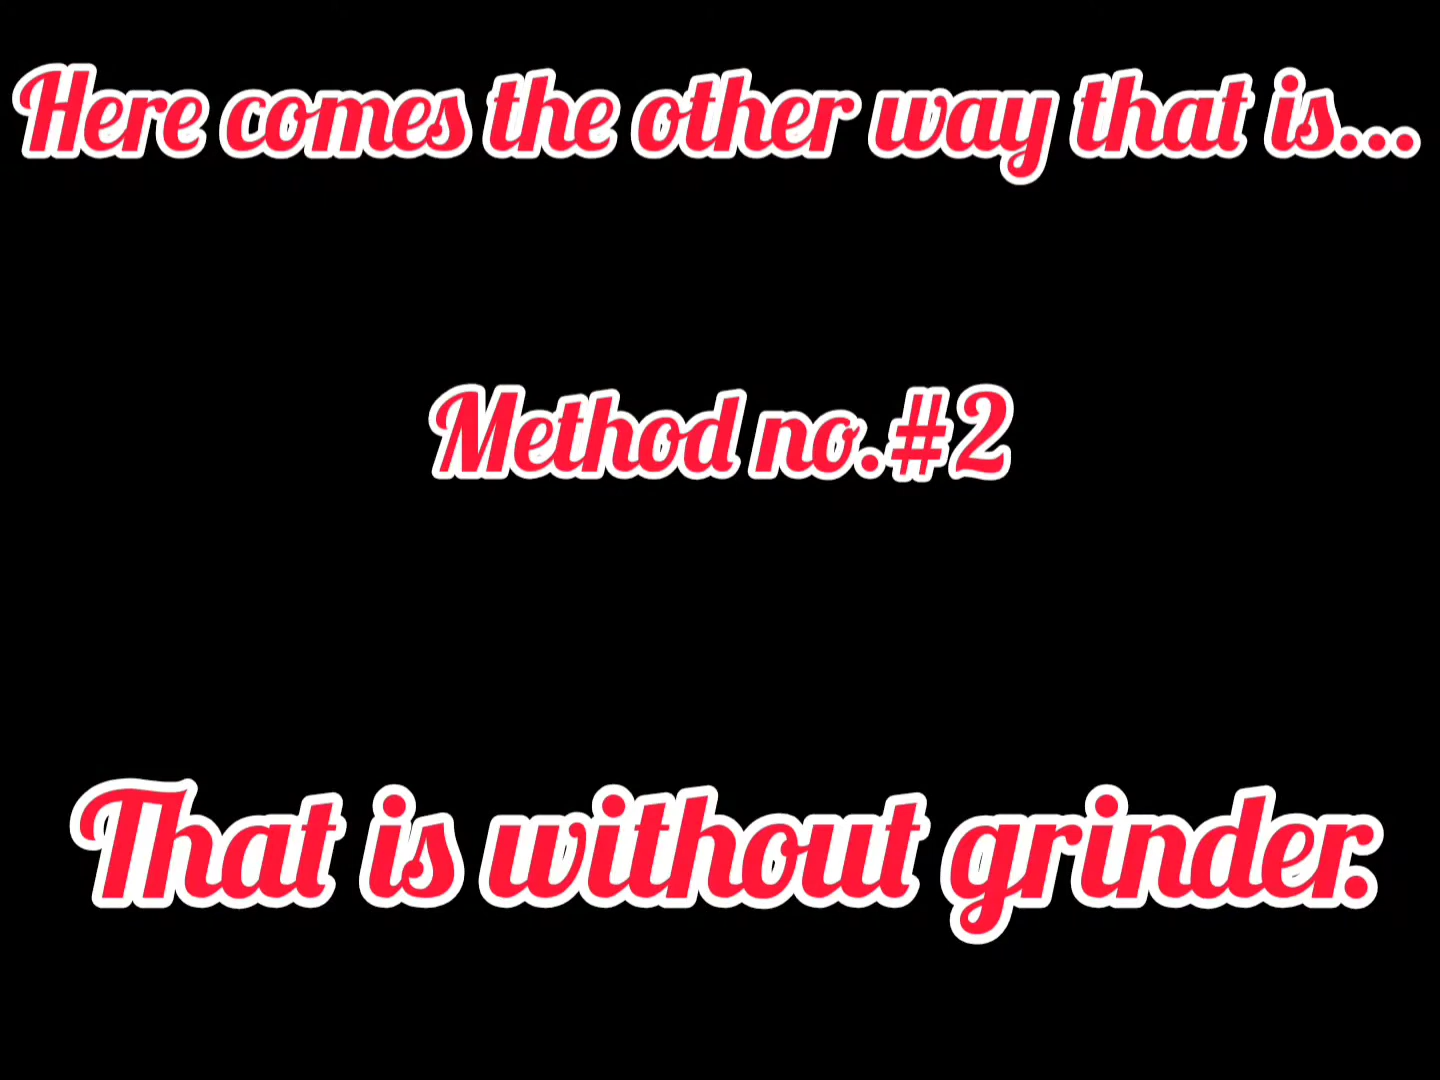 Here comes the other way that is...
Method no.#2
That is without grinder.